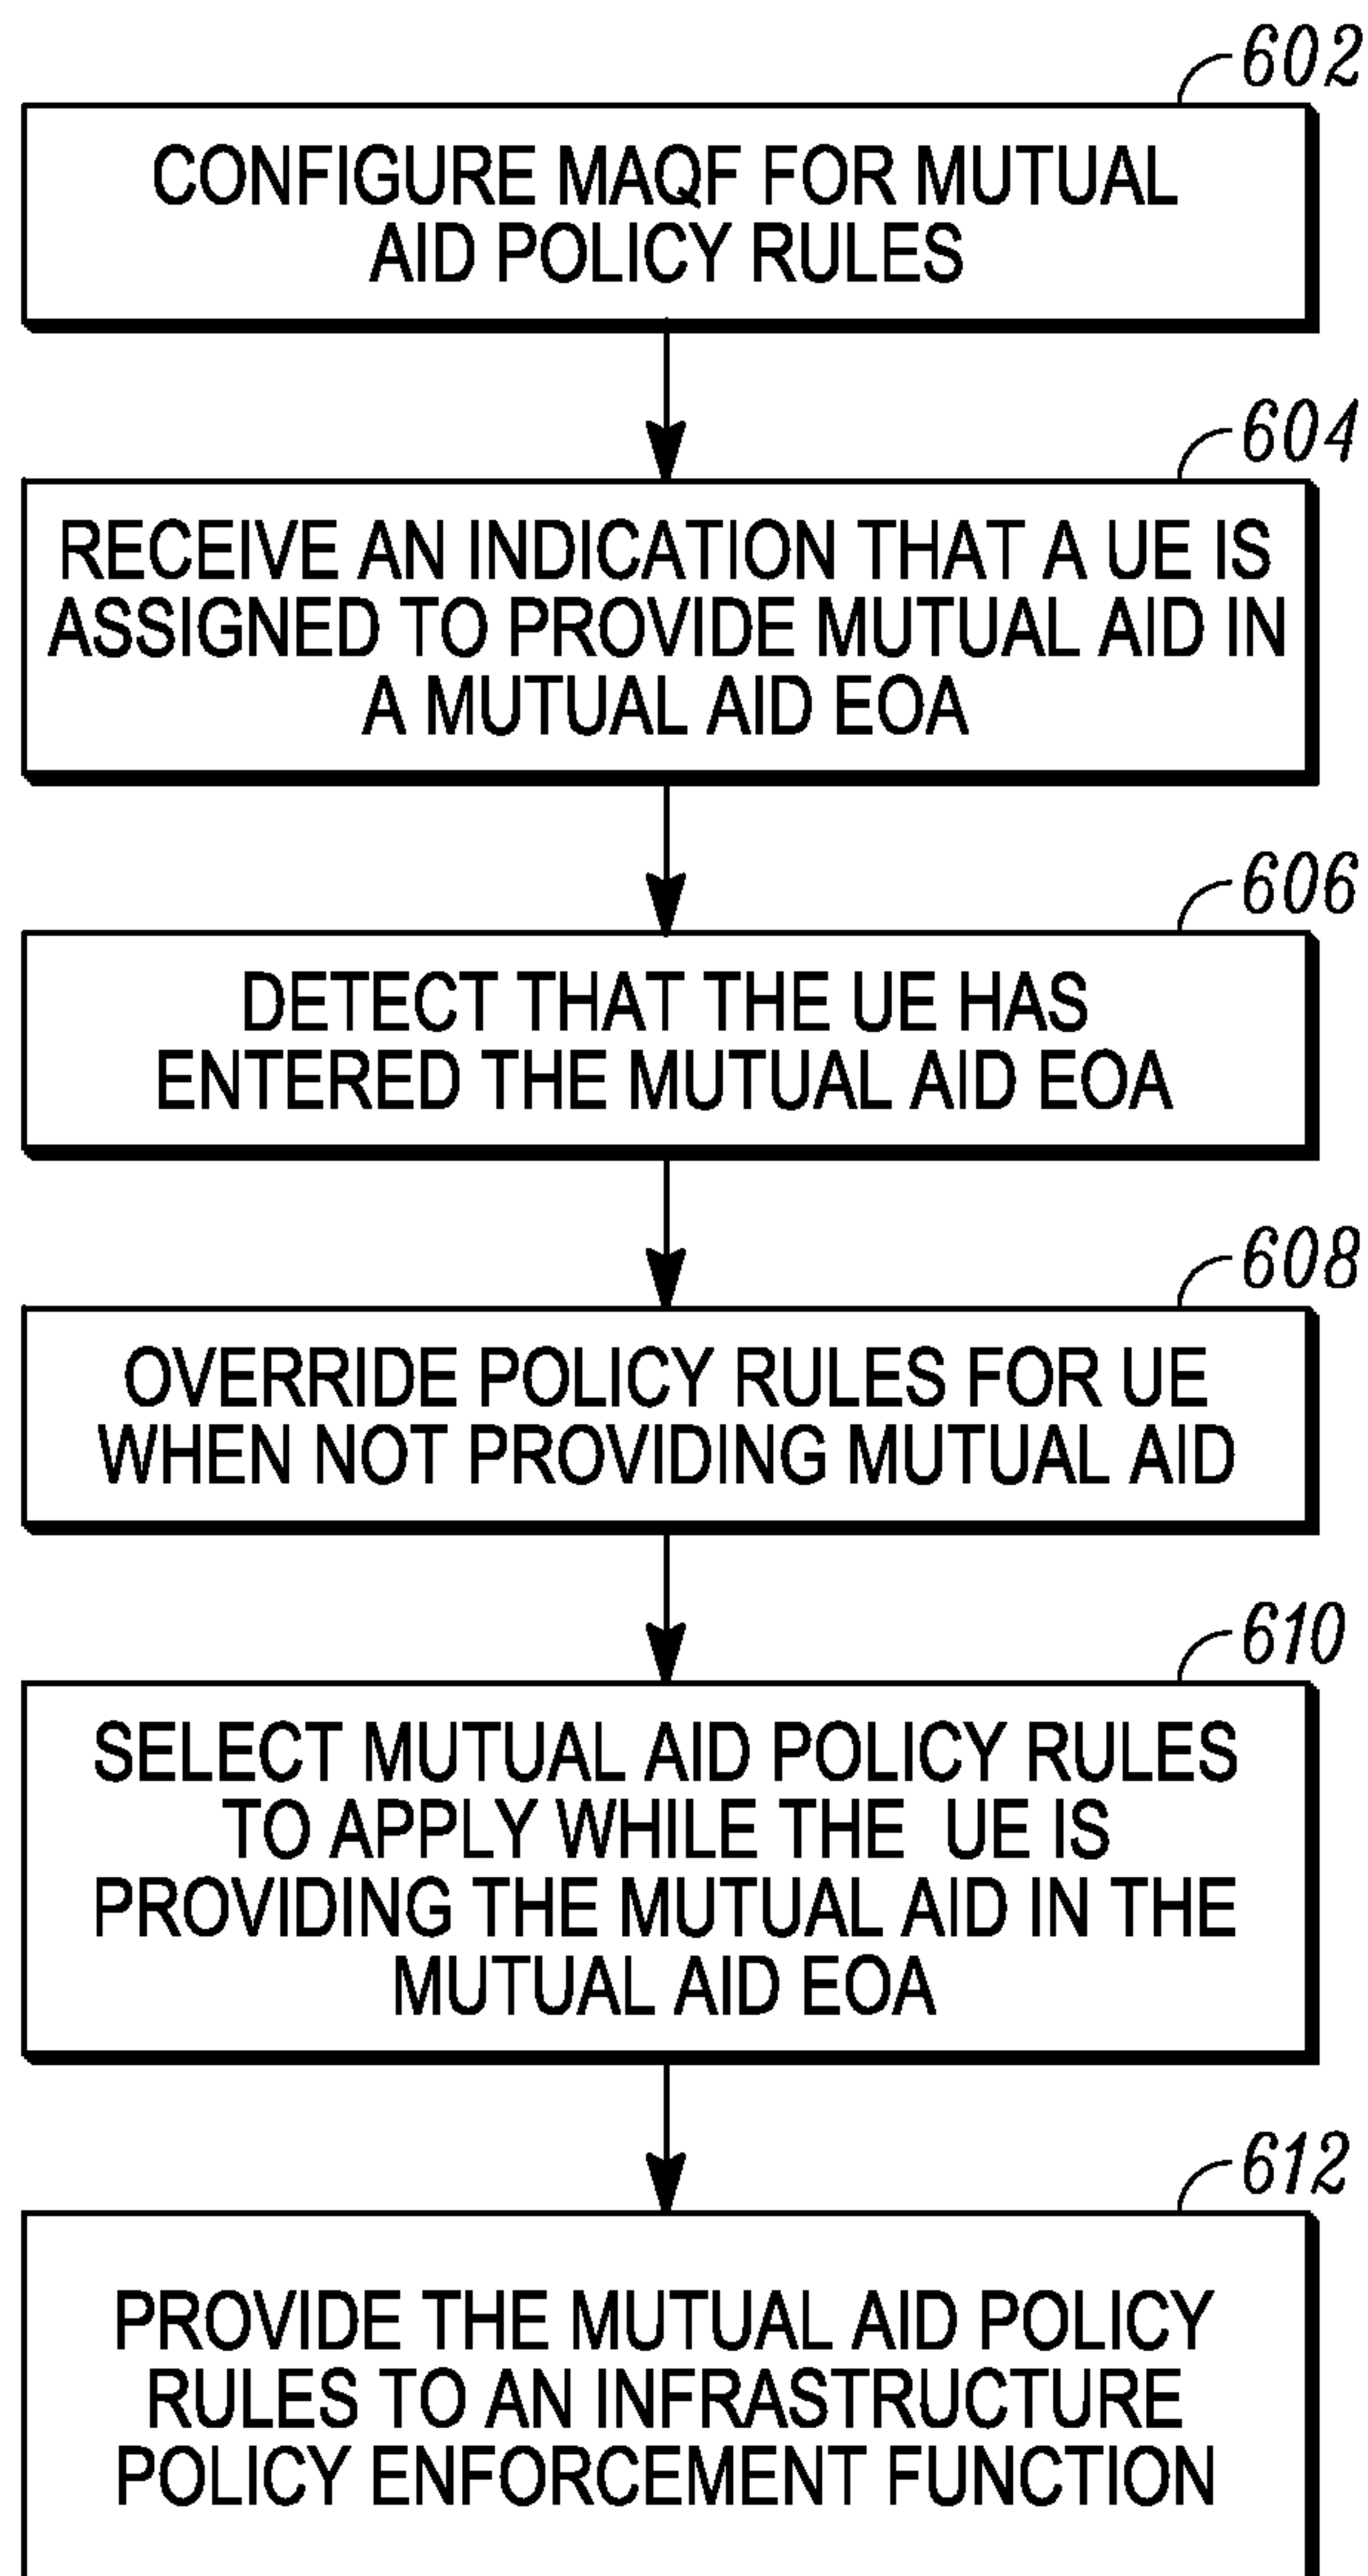 602
CONFIGURE MAQF FOR MUTUAL
AID POLICY RULES
604
RECEIVE AN INDICATION THAT A UE IS
ASSIGNED TO PROVIDE MUTUAL AID IN
A MUTUAL AID EOA
606
DETECT THAT THE UE HAS
ENTERED THE MUTUAL AID EOA
608
OVERRIDE POLICY RULES FOR UE
WHEN NOT PROVIDING MUTUAL AID
610
SELECT MUTUAL AID POLICY RULES
TO APPLY WHILE THE UE IS
PROVIDING THE MUTUAL AID IN THE
MUTUAL AID EOA
612
PROVIDE THE MUTUAL AID POLICY
RULES TO AN INFRASTRUCTURE
POLICY ENFORCEMENT FUNCTION